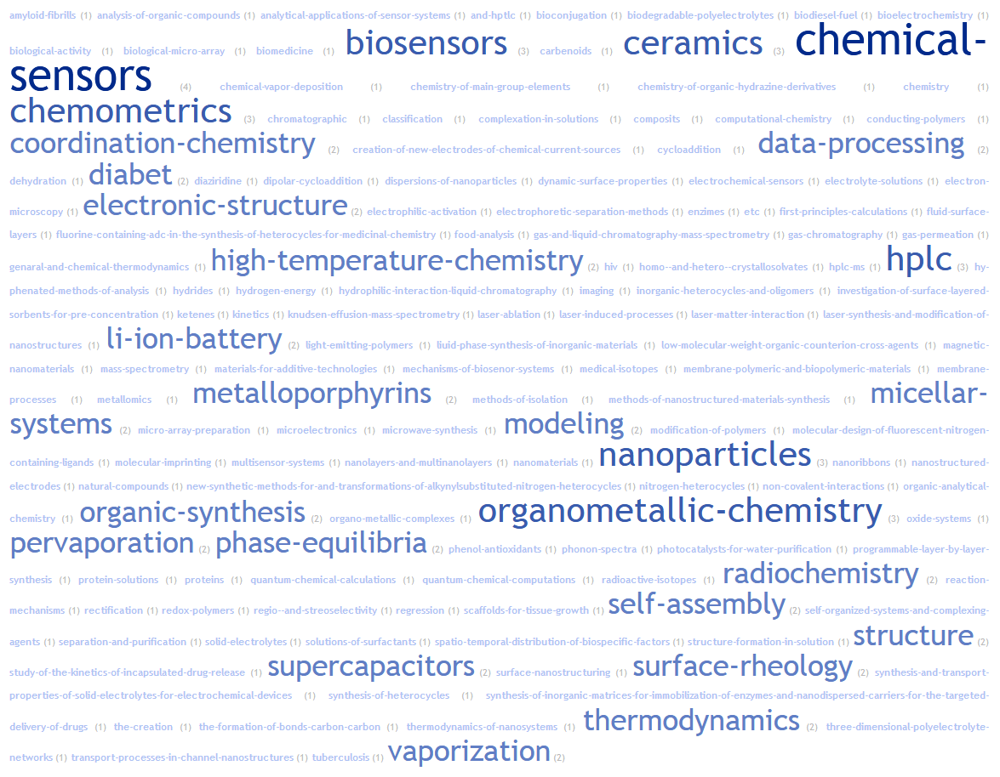 amyloid-fibrills (1) analysis-of-organic-compounds (1) analytical-applications-of-sensor-systems (1) and-hptlc (1) bioconjugation (1) biodegradable-polyelectrolytes (1) biodiesel-fuel (1) bioelectrochemistry (1)
biological-activity (1) biological-micro-array (1) biomedicine (1) biosensors (3) carbenoids (1) ceramics (3) chemical-
sensors (4) chemical-vapor-deposition (1) chemistry-of-main-group-elements (1) chemistry-of-organic-hydrazine-derivatives (1) chemistry (1)
chemometrics (3) chromatographic (1) classification (1) complexation-in-solutions (1) composits (1) computational-chemistry (1) conducting-polymers (1)
coordination-chemistry (2) creation-of-new-electrodes-of-chemical-current-sources (1) cycloaddition (1) data-processing (2)
dehydration (1) diabet (2) diaziridine (1) dipolar-cycloaddition (1) dispersions-of-nanoparticles (1) dynamic-surface-properties (1) electrochemical-sensors (1) electrolyte-solutions (1) electron-
microscopy (1) electronic-structure (2) electrophilic-activation (1) electrophoretic-separation-methods (1) enzimes (1) etc (1) first-principles-calculations (1) fluid-surface-
layers (1) fluorine-containing-adc-in-the-synthesis-of-heterocycles-for-medicinal-chemistry (1) food-analysis (1) gas-and-liquid-chromatography-mass-spectrometry (1) gas-chromatography (1) gas-permeation (1)
genaral-and-chemical-thermodynamics (1) high-temperature-chemistry (2) hiv (1) homo--and-hetero--crystallosolvates (1) hplc-ms (1) hplc (3) hy-
phenated-methods-of-analysis (1) hydrides (1) hydrogen-energy (1) hydrophilic-interaction-liquid-chromatography (1) imaging (1) inorganic-heterocycles-and-oligomers (1) investigation-of-surface-layered-
sorbents-for-pre-concentration (1) ketenes (1) kinetics (1) knudsen-effusion-mass-spectrometry (1) laser-ablation (1) laser-induced-processes (1) laser-matter-interaction (1) laser-synthesis-and-modification-of-
nanostructures (1) li-ion-battery (2) light-emitting-polymers (1) liuid-phase-synthesis-of-inorganic-materials (1) low-molecular-weight-organic-counterion-cross-agents (1) magnetic-
nanomaterials (1) mass-spectrometry (1) materials-for-additive-technologies (1) mechanisms-of-biosenor-systems (1) medical-isotopes (1) membrane-polymeric-and-biopolymeric-materials (1) membrane-
processes (1) metallomics (1) metalloporphyrins (2) methods-of-isolation (1) methods-of-nanostructured-materials-synthesis (1) micellar-
systems (2) micro-array-preparation (1) microelectronics (1) microwave-synthesis (1) modeling (2) modification-of-polymers (1) molecular-design-of-fluorescent-nitrogen-
containing-ligands (1) molecular-imprinting (1) multisensor-systems (1) nanolayers-and-multinanolayers (1) nanomaterials (1) nanoparticles (3) nanoribbons (1) nanostructured-
electrodes (1) natural-compounds (1) new-synthetic-methods-for-and-transformations-of-alkynylsubstituted-nitrogen-heterocycles (1) nitrogen-heterocycles (1) non-covalent-interactions (1) organic-analytical-
chemistry (1) organic-synthesis (2) organo-metallic-complexes (1) organometallic-chemistry (3) oxide-systems (1)
pervaporation (2) phase-equilibria (2) phenol-antioxidants (1) phonon-spectra (1) photocatalysts-for-water-purification (1) programmable-layer-by-layer-
synthesis (1) protein-solutions (1) proteins (1) quantum-chemical-calculations (1) quantum-chemical-computations (1) radioactive-isotopes (1) radiochemistry (2) reaction-
mechanisms (1) rectification (1) redox-polymers (1) regio--and-streoselectivity (1) regression (1) scaffolds-for-tissue-growth (1) self-assembly (2) self-organized-systems-and-complexing-
agents (1) separation-and-purification (1) solid-electrolytes (1) solutions-of-surfactants (1) spatio-temporal-distribution-of-biospecific-factors (1) structure-formation-in-solution (1) structure (2)
study-of-the-kinetics-of-incapsulated-drug-release (1) supercapacitors (2) surface-nanostructuring (1) surface-rheology (2) synthesis-and-transport-
properties-of-solid-electrolytes-for-electrochemical-devices (1) synthesis-of-heterocycles (1) synthesis-of-inorganic-matrices-for-immobilization-of-enzymes-and-nanodispersed-carriers-for-the-targeted-
delivery-of-drugs (1) the-creation (1) the-formation-of-bonds-carbon-carbon (1) thermodynamics-of-nanosystems (1) thermodynamics (2) three-dimensional-polyelectrolyte-
networks (1) transport-processes-in-channel-nanostructures (1) tuberculosis (1) vaporization (2)